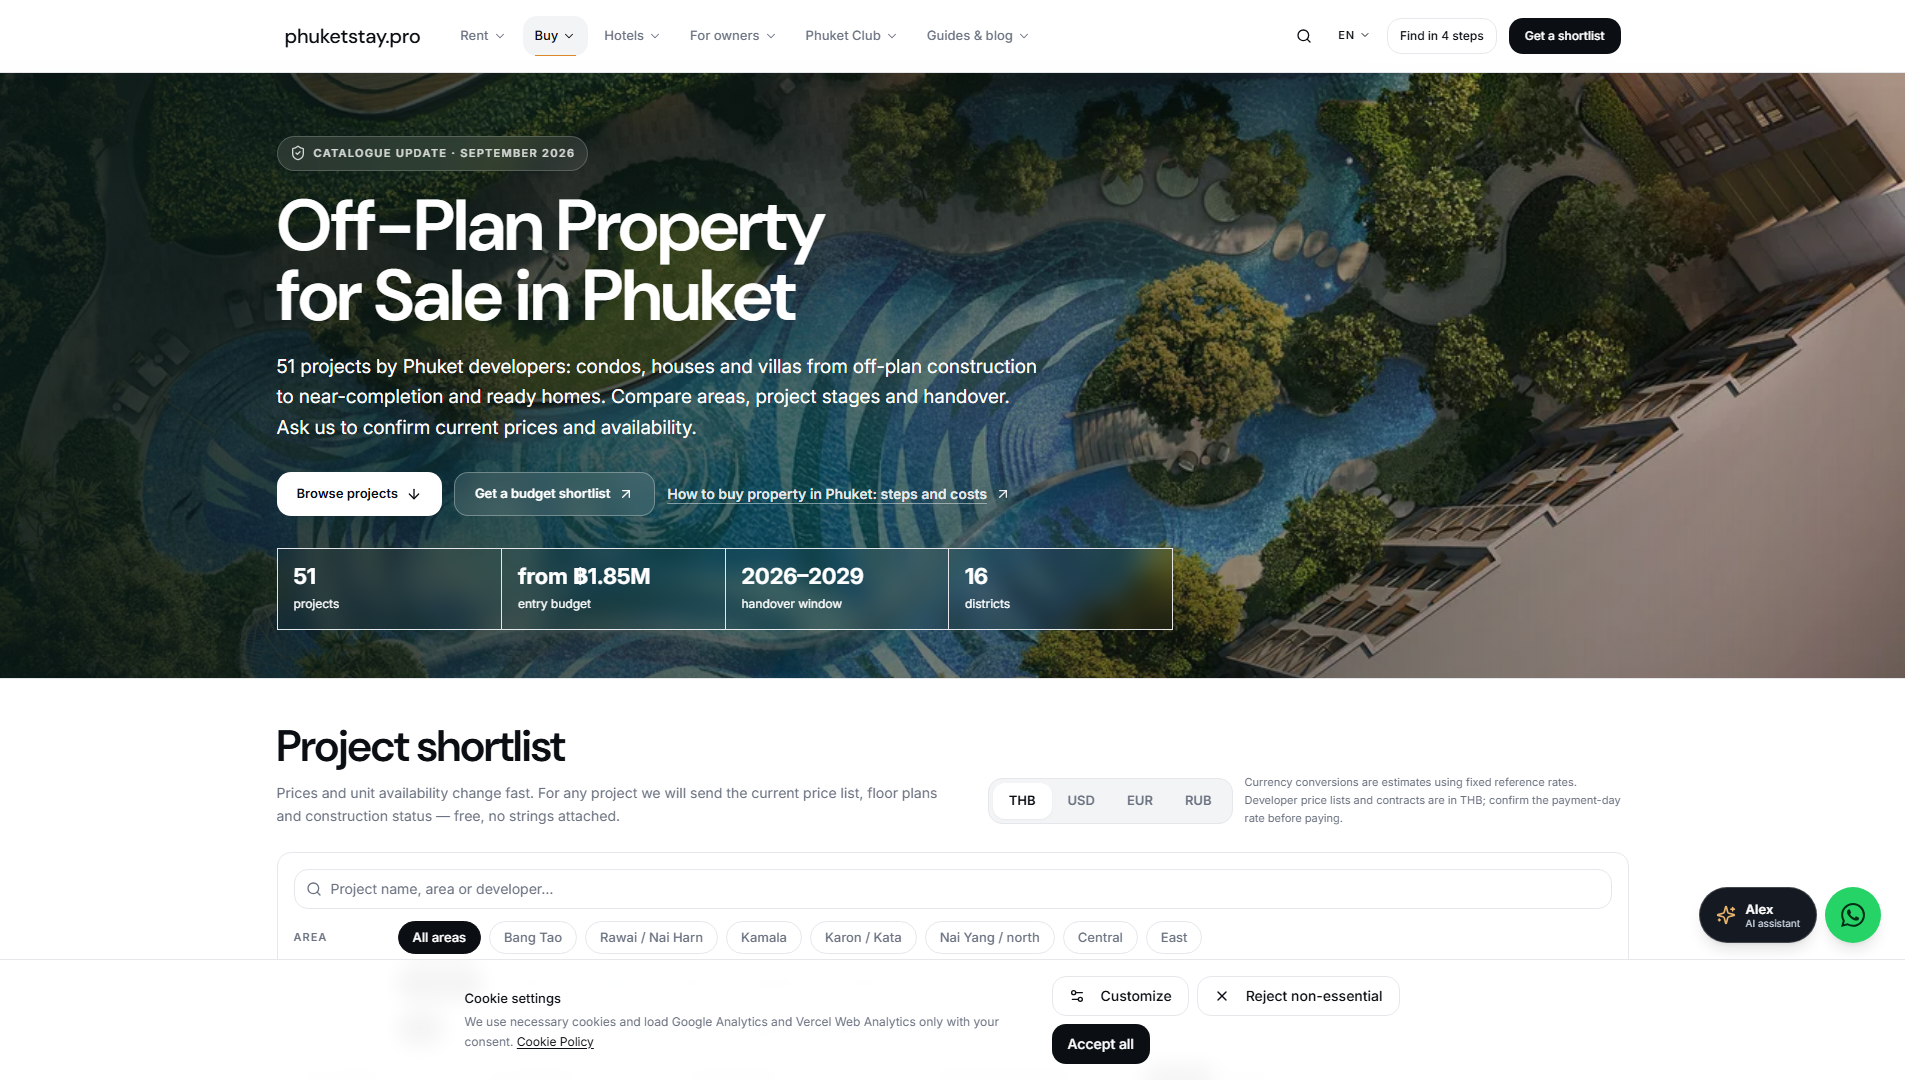 phuketstay.pro
Rent
Buy
Hotels
For owners
Phuket Club
Guides & blog
EN
Find in 4 steps
Get a shortlist
CATALOGUE UPDATE · SEPTEMBER 2026
Off-Plan Property
for Sale in Phuket
51 projects by Phuket developers: condos, houses and villas from off-plan construction
to near-completion and ready homes. Compare areas, project stages and handover.
Ask us to confirm current prices and availability.
Browse projects
Get a budget shortlist
How to buy property in Phuket: steps and costs
51
projects
from ฿1.85M
entry budget
2026–2029
handover window
16
districts
Project shortlist
Prices and unit availability change fast. For any project we will send the current price list, floor plans
and construction status — free, no strings attached.
THB
USD
EUR
RUB
Currency conversions are estimates using fixed reference rates.
Developer price lists and contracts are in THB; confirm the payment-day
rate before paying.
Project name, area or developer...
AREA
All areas
Bang Tao
Rawai / Nai Harn
Kamala
Karon / Kata
Nai Yang / north
Central
East
Alex
AI assistant
Cookie settings
We use necessary cookies and load Google Analytics and Vercel Web Analytics only with your
consent. Cookie Policy
Customize
Reject non-essential
Accept all